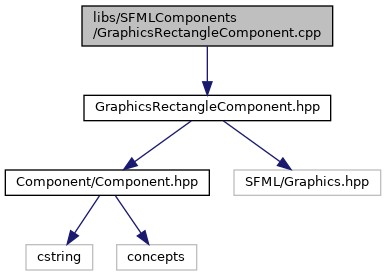 libs/SFMLComponents
/GraphicsRectangleComponent.cpp
GraphicsRectangleComponent.hpp
Component/Component.hpp
SFML/Graphics.hpp
cstring
concepts